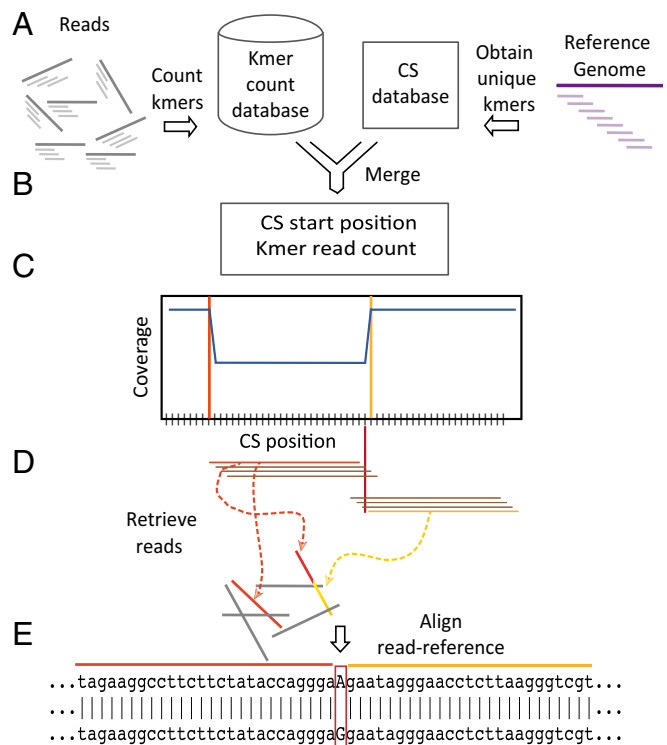 A
Reads
Count
kmers
Kmer
count
database
CS
database
Obtain
unique
kmers
Reference
Genome
Merge
B
CS start position
Kmer read count
C
Coverage
CS position
D
Retrieve
reads
Align
read-reference
E
...tagaaggccttcttctataccagggaAgaatagggaacctcttaagggtcgt...
... ...
...tagaaggccttcttctataccagggaGgaatagggaacctcttaagggtcgt...